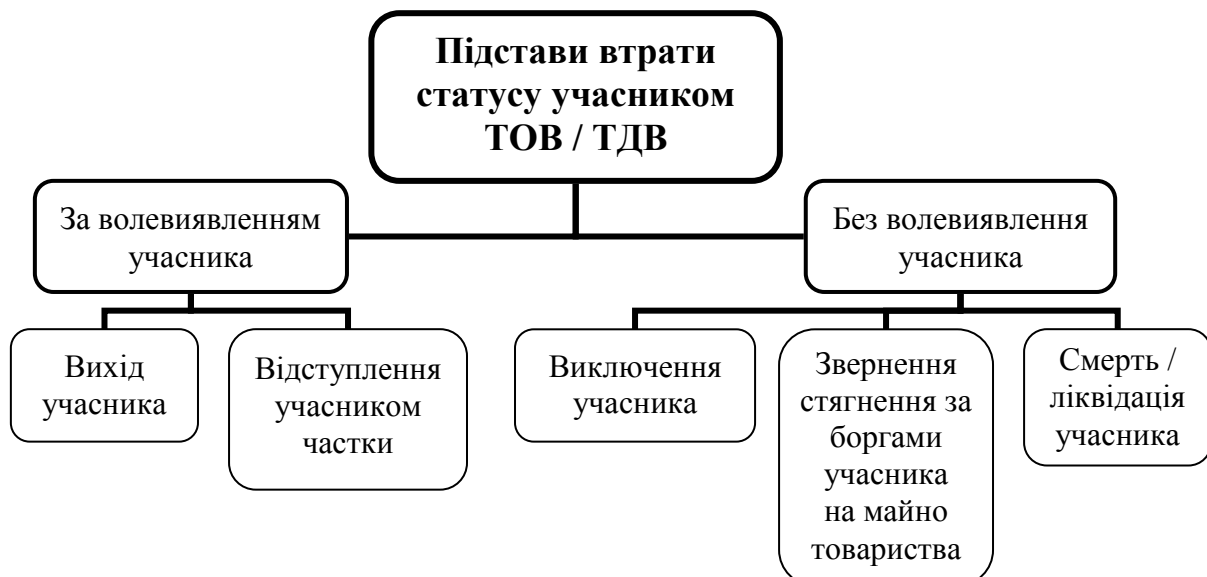 Підстави втрати
статусу учасником
ТОВ / ТДВ
За волевиявленням
учасника
Без волевиявлення
учасника
Вихід
учасника
Відступлення
учасником
частки
Виключення
учасника
Звернення
стягнення за
боргами
учасника
на майно
товариства
Смерть /
ліквідація
учасника